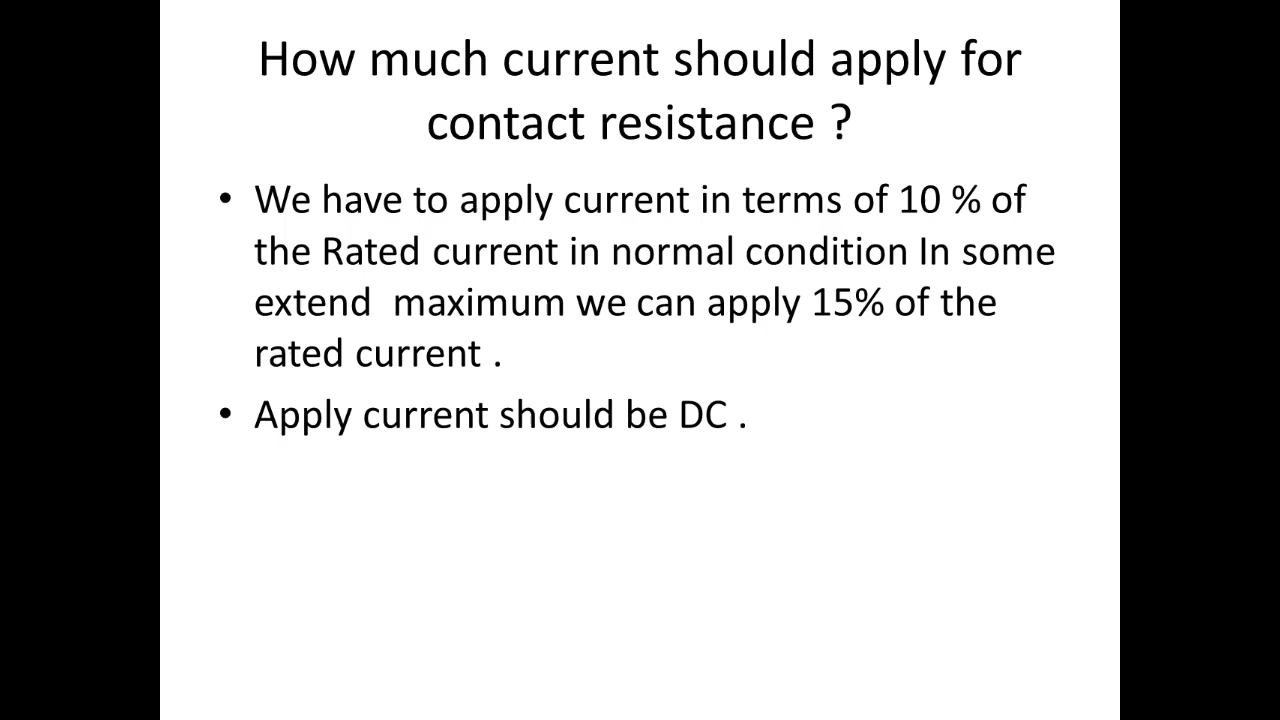 How much current should apply for
contact resistance ?
• We have to apply current in terms of 10 % of
the Rated current in normal condition In some
extend  maximum we can apply 15% of the
rated current .
• Apply current should be DC .